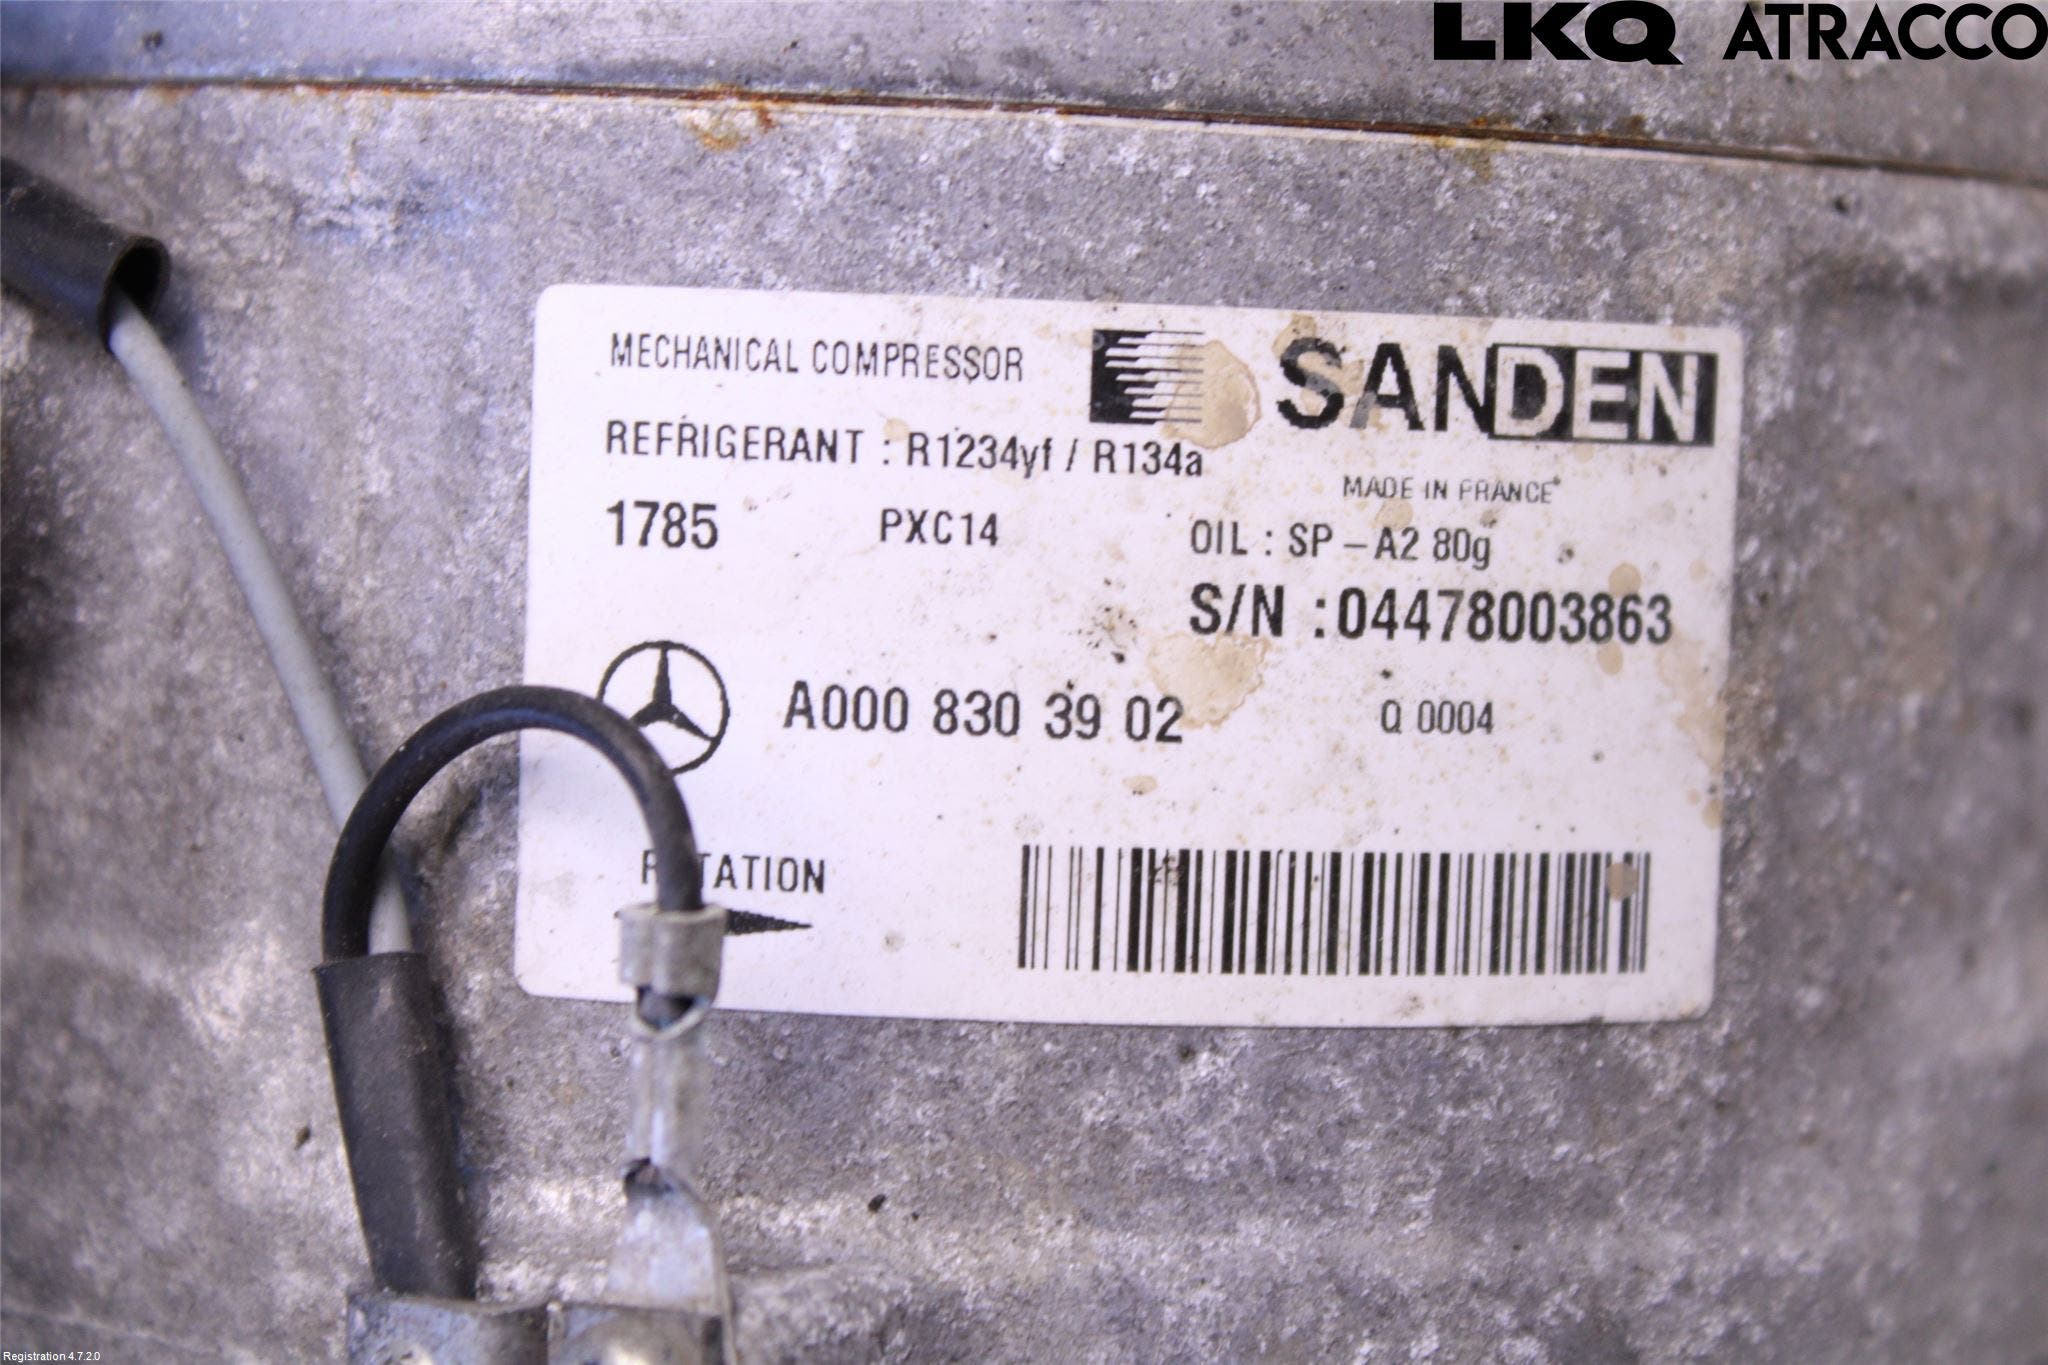 LKQ ATRACCO
MECHANICAL COMPRESSOR
SANDEN
REFRIGERANT : R1234yf / R134a
MADE IN FRANCE
1785 PXC14 OIL : SP-A2 80g
S/N :04478003863
A000 830 39 02 Q 0004
ROTATION
Registration 4.7.2.0